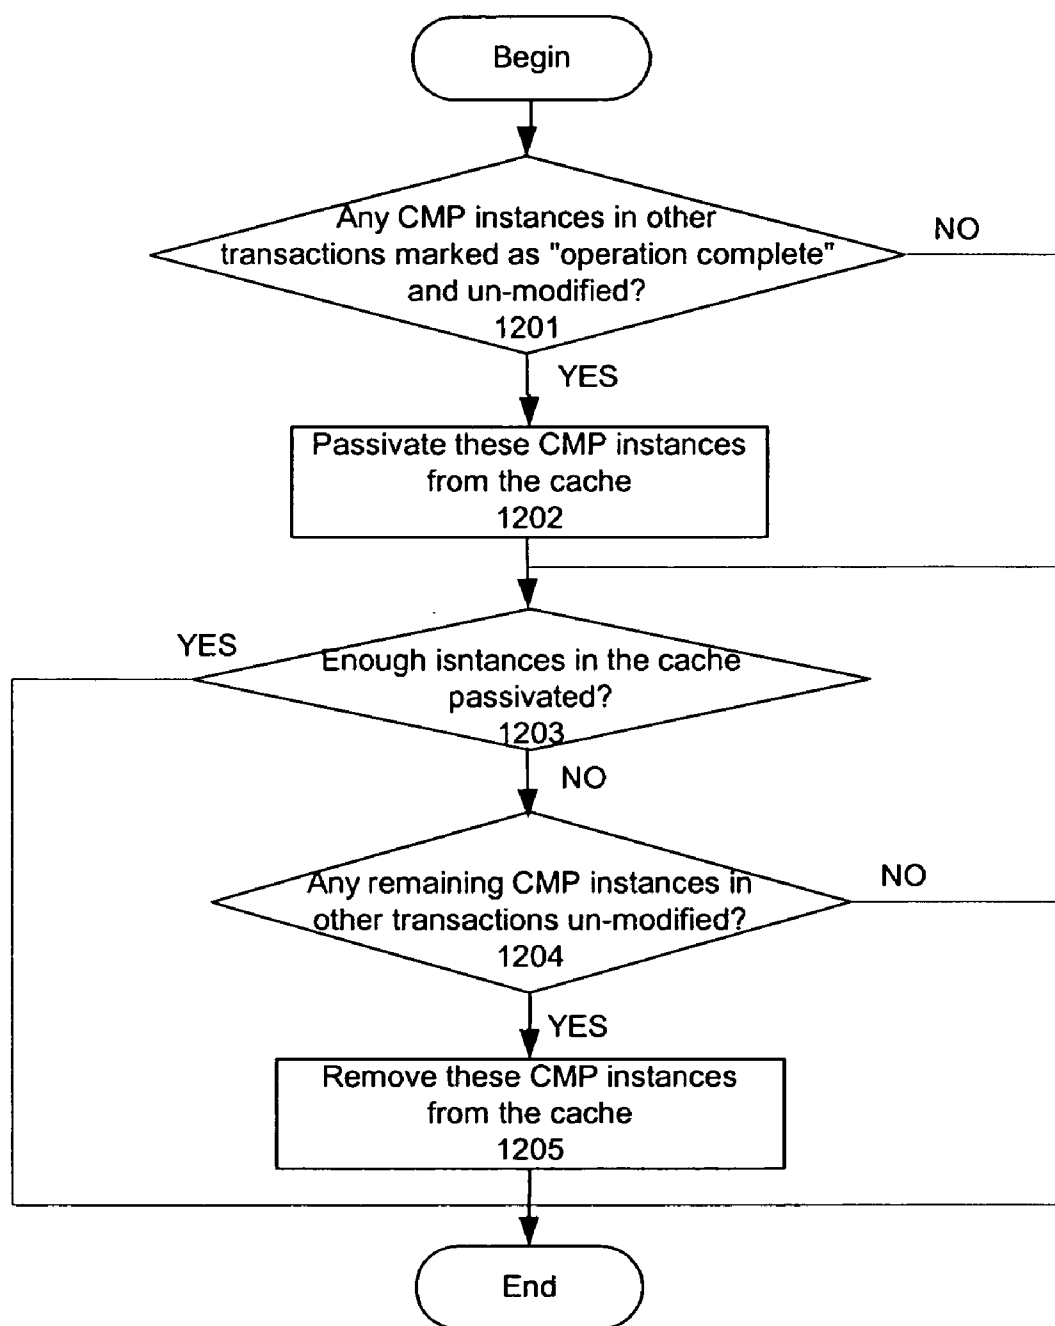 Begin
Any CMP instances in other
transactions marked as "operation complete"
and un-modified?
1201
NO
YES
Passivate these CMP instances
from the cache
1202
YES
Enough isntances in the cache
passivated?
1203
NO
Any remaining CMP instances in
other transactions un-modified?
1204
NO
YES
Remove these CMP instances
from the cache
1205
End